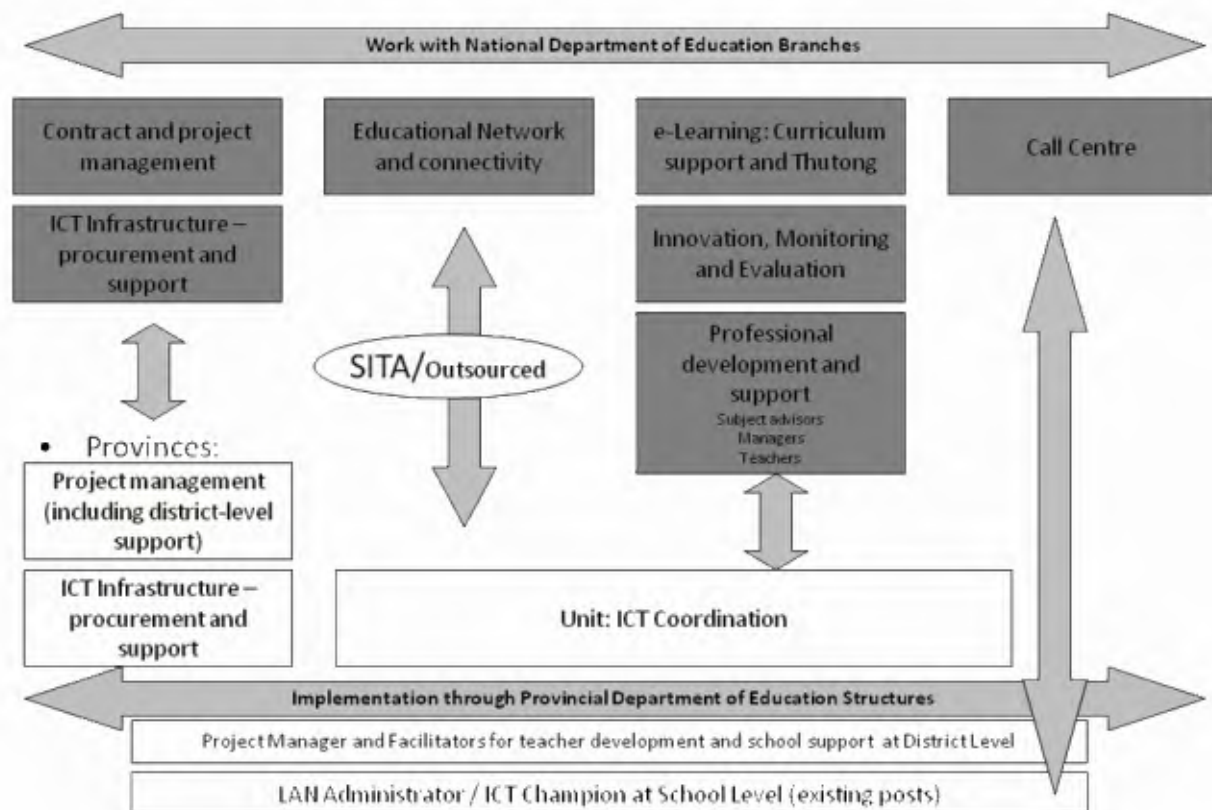 Work with National Department of Education Branches
Contract and project
management
Educational Network
and connectivity
e-Learning: Curriculum
support and Thutong
Call Centre
ICT Infrastructure –
procurement and
support
Innovation, Monitoring
and Evaluation
SITA/Outsourced
Professional
development and
support
Subject advisors
Managers
Teachers
• Provinces:
Project management
(including district-level
support)
ICT Infrastructure –
procurement and
support
Unit: ICT Coordination
Implementation through Provincial Department of Education Structures
Project Manager and Facilitators for teacher development and school support at District Level
LAN Administrator / ICT Champion at School Level (existing posts)